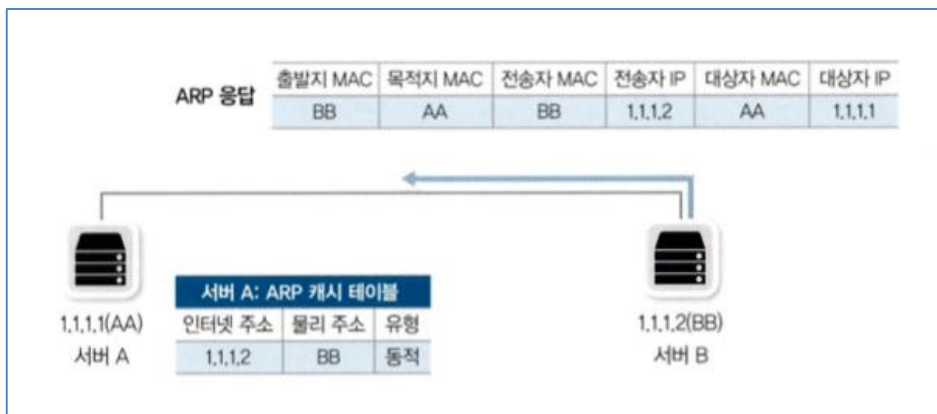 출발지 MAC 목적지 MAC 전송자 MAC 전송자 IP 대상자 MAC 대상자 IP
ARP 응답
BB AA BB 1.1.1.2 AA 1.1.1.1
서버 A: ARP 캐시 테이블
인터넷 주소 물리 주소 유형
1.1.1.2 BB 동적
1.1.1.1(AA)
서버 A
1.1.1.2(BB)
서버 B